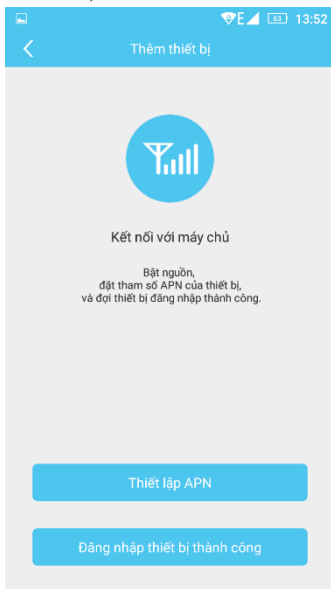 E 63 13:52
Thêm thiết bị
Kết nối với máy chủ
Bật nguồn,
đặt tham số APN của thiết bị,
và đợi thiết bị đăng nhập thành công.
Thiết lập APN
Đăng nhập thiết bị thành công